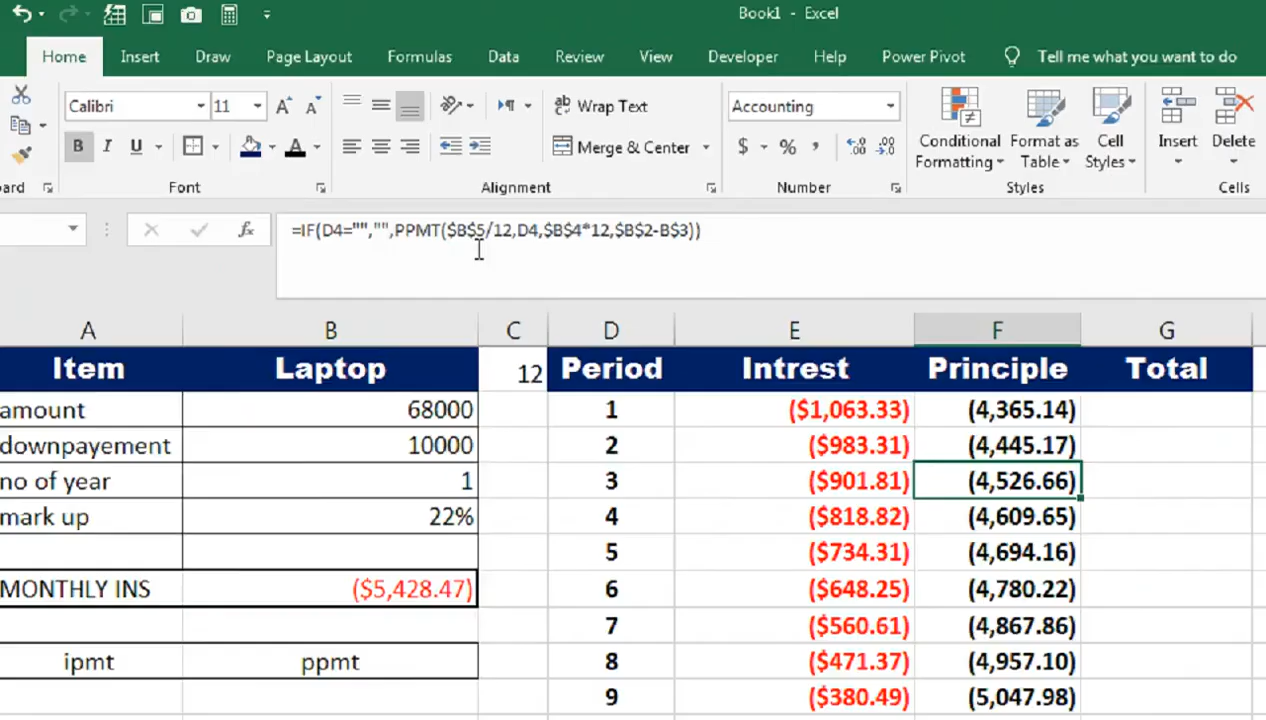 Book1 - Excel
Home Insert Draw Page Layout Formulas Data Review View Developer Help Power Pivot Tell me what you want to do
Calibri 11 Wrap Text Accounting
Conditional Formatting Format as Table Cell Styles Insert Delete
B I U Merge & Center $ % ,
ard Font Alignment Number Styles Cells
fx =IF(D4="","",PPMT($B$5/12,D4,$B$4*12,$B$2-B$3))
A B C D E F G
Item Laptop 12 Period Intrest Principle Total
amount 68000 1 ($1,063.33) (4,365.14)
downpayement 10000 2 ($983.31) (4,445.17)
no of year 1 3 ($901.81) (4,526.66)
mark up 22% 4 ($818.82) (4,609.65)
5 ($734.31) (4,694.16)
MONTHLY INS ($5,428.47) 6 ($648.25) (4,780.22)
7 ($560.61) (4,867.86)
ipmt ppmt 8 ($471.37) (4,957.10)
9 ($380.49) (5,047.98)